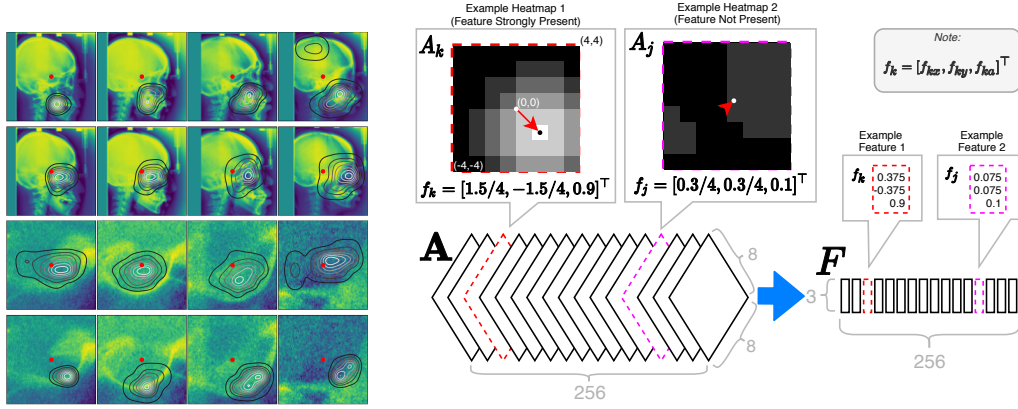 Example Heatmap 1
(Feature Strongly Present)
Example Heatmap 2
(Feature Not Present)
A_k
(4,4)
(0,0)
(-4,-4)
f_k = [1.5/4, −1.5/4, 0.9]^⊤
A_j
f_j = [0.3/4, 0.3/4, 0.1]^⊤
Note:
f_k = [f_kx, f_ky, f_ka]^⊤
Example
Feature 1
Example
Feature 2
f_k
0.375
0.375
0.9
f_j
0.075
0.075
0.1
A
8
8
256
F
3
256